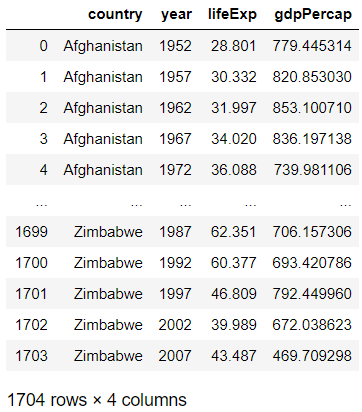 country year lifeExp gdpPercap
0 Afghanistan 1952 28.801 779.445314
1 Afghanistan 1957 30.332 820.853030
2 Afghanistan 1962 31.997 853.100710
3 Afghanistan 1967 34.020 836.197138
4 Afghanistan 1972 36.088 739.981106
... ... ... ... ...
1699 Zimbabwe 1987 62.351 706.157306
1700 Zimbabwe 1992 60.377 693.420786
1701 Zimbabwe 1997 46.809 792.449960
1702 Zimbabwe 2002 39.989 672.038623
1703 Zimbabwe 2007 43.487 469.709298
1704 rows × 4 columns